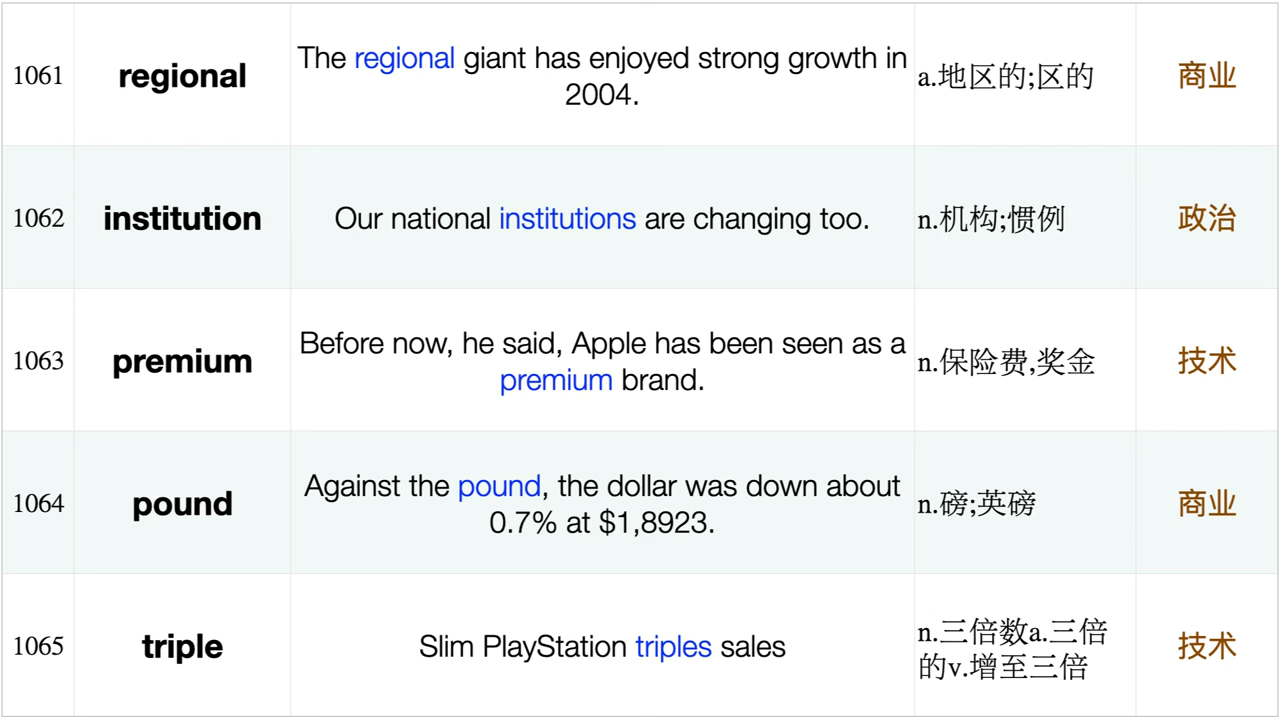 1061 regional The regional giant has enjoyed strong growth in 2004. a.地区的;区的 商业
1062 institution Our national institutions are changing too. n.机构;惯例 政治
1063 premium Before now, he said, Apple has been seen as a premium brand. n.保险费,奖金 技术
1064 pound Against the pound, the dollar was down about 0.7% at $1,8923. n.磅;英磅 商业
1065 triple Slim PlayStation triples sales n.三倍数a.三倍的v.增至三倍 技术